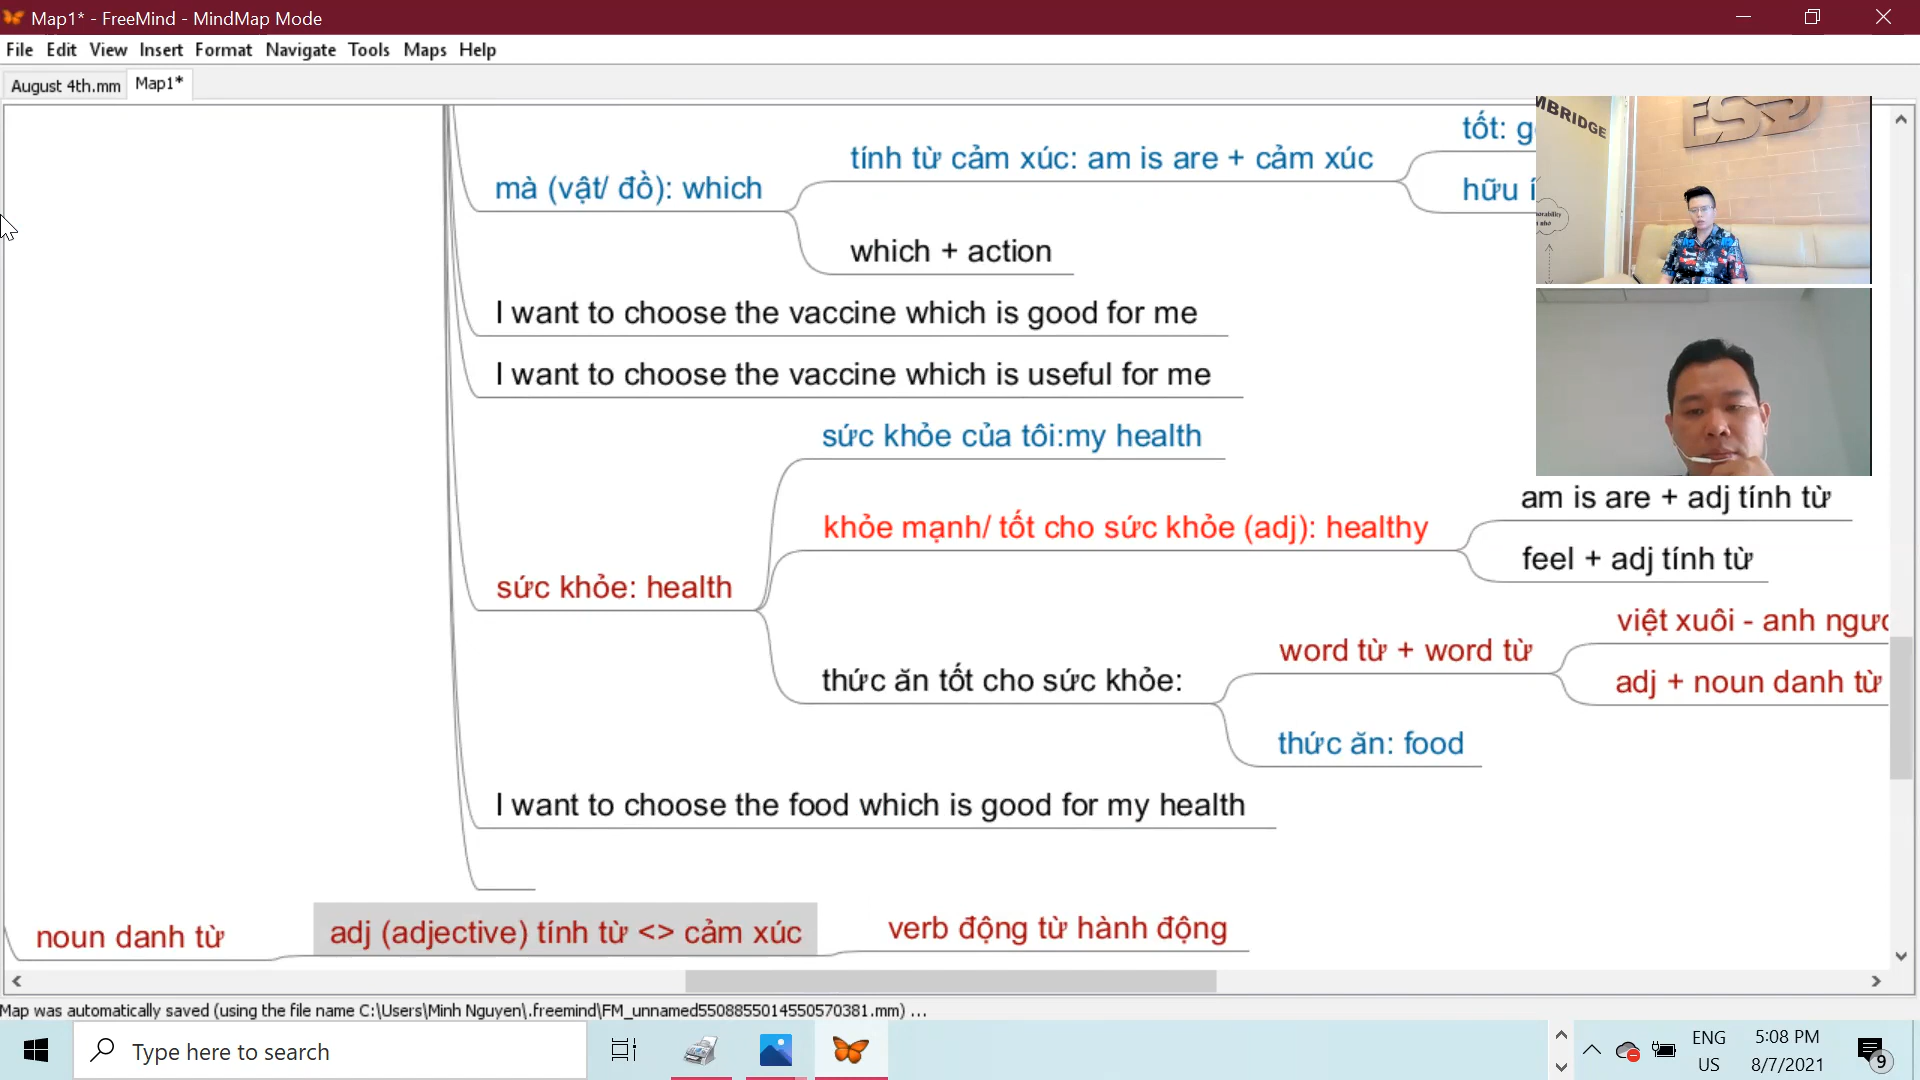 Map1* - FreeMind - MindMap Mode
File Edit View Insert Format Navigate Tools Maps Help
August 4th.mm Map1*
tính từ cảm xúc: am is are + cảm xúc
tốt:
mà (vật/ đồ): which
hữu
which + action
I want to choose the vaccine which is good for me
I want to choose the vaccine which is useful for me
sức khỏe của tôi:my health
khỏe mạnh/ tốt cho sức khỏe (adj): healthy
am is are + adj tính từ
feel + adj tính từ
sức khỏe: health
thức ăn tốt cho sức khỏe:
word từ + word từ
việt xuôi - anh
adj + noun danh từ
thức ăn: food
I want to choose the food which is good for my health
noun danh từ
adj (adjective) tính từ <> cảm xúc
verb động từ hành động
Map was automatically saved (using the file name C:\Users\Minh Nguyen\.freemind\FM_unnamed5508855014550570381.mm) ...
Type here to search
ENG
US
5:08 PM
8/7/2021
9
ESD